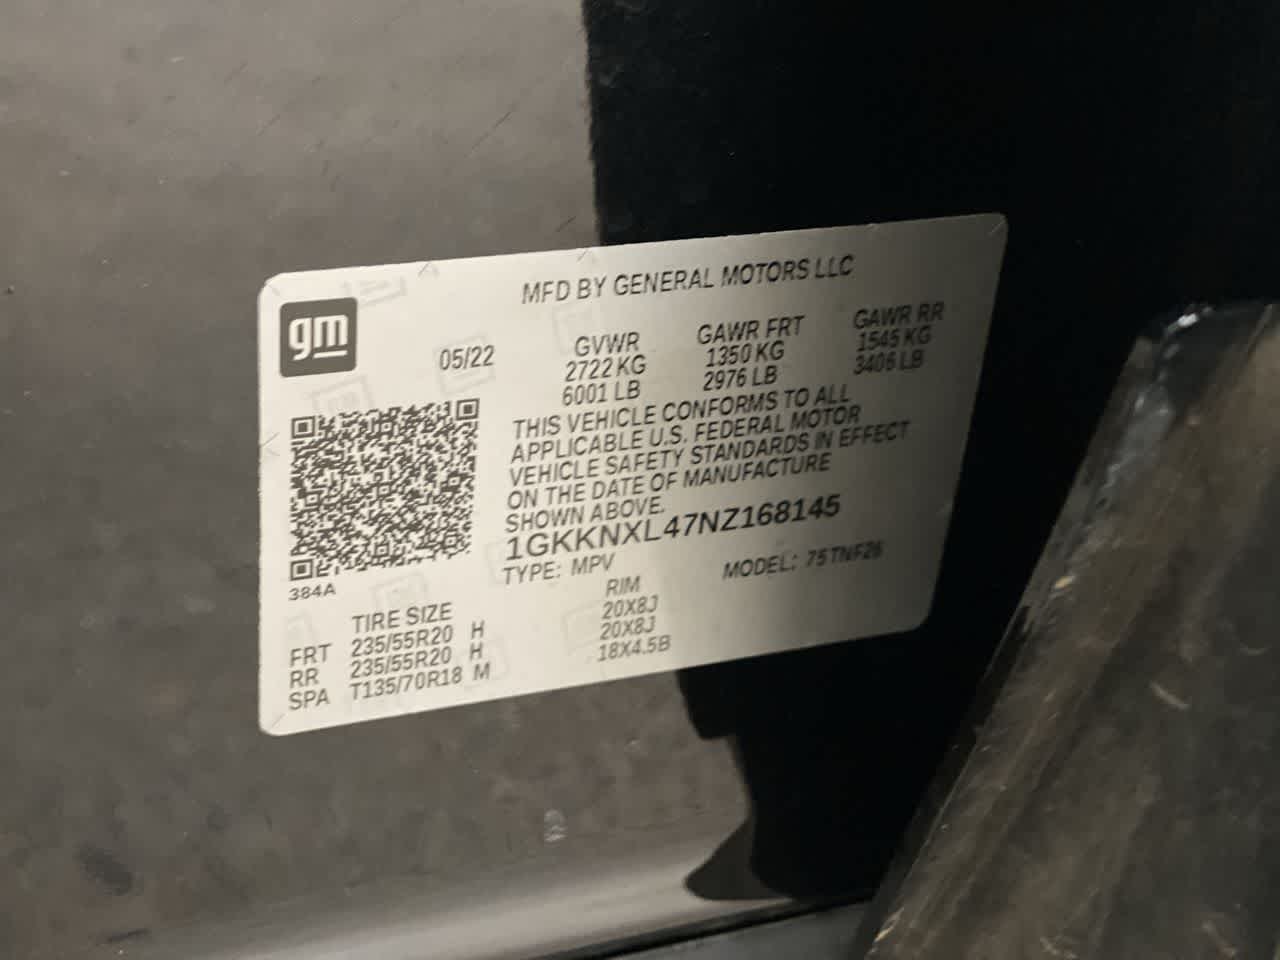 MFD BY GENERAL MOTORS LLC
gm
05/22
GVWR GAWR FRT GAWR RR
2722 KG 1350 KG 1545 KG
6001 LB 2976 LB 3406 LB
THIS VEHICLE CONFORMS TO ALL
APPLICABLE U.S. FEDERAL MOTOR
VEHICLE SAFETY STANDARDS IN EFFECT
ON THE DATE OF MANUFACTURE
SHOWN ABOVE.
1GKKNXL47NZ168145
TYPE: MPV MODEL: 75TNF26
384A
TIRE SIZE RIM
FRT 235/55R20 H 20X8J
RR 235/55R20 H 20X8J
SPA T135/70R18 M 18X4.5B